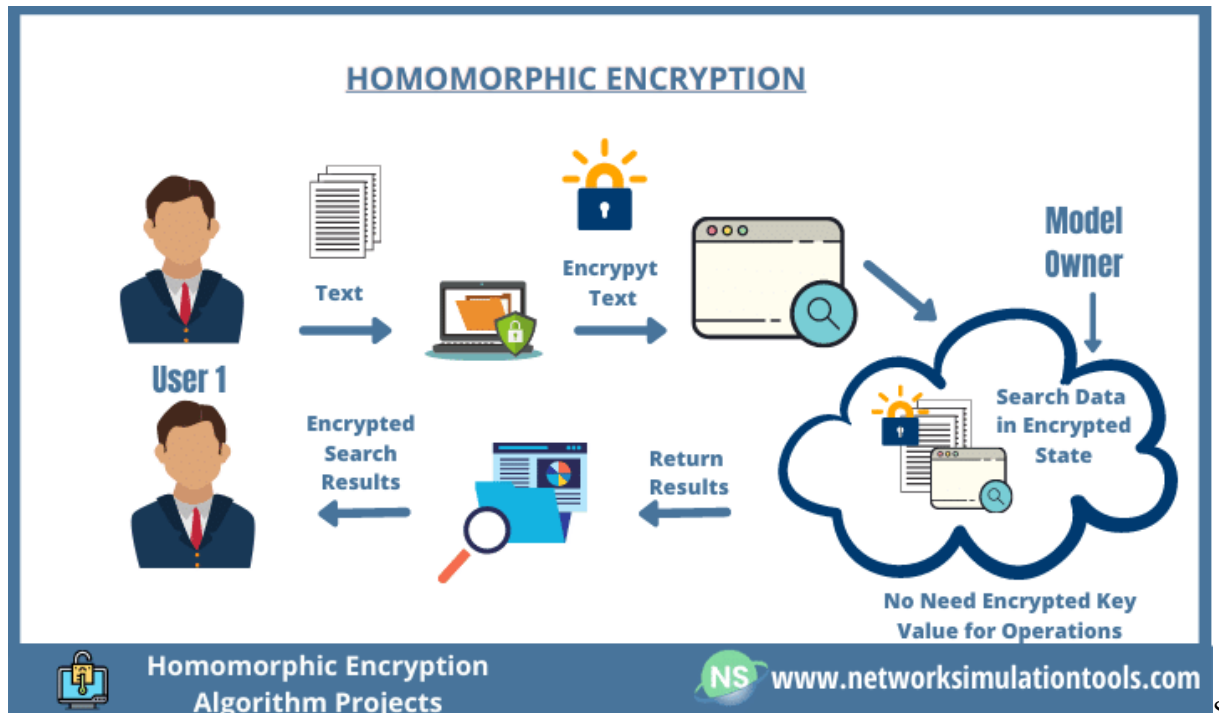 HOMOMORPHIC ENCRYPTION
Text
Encrypyt
Text
Model
Owner
User 1
Search Data
in Encrypted
State
Encrypted
Search
Results
Return
Results
No Need Encrypted Key
Value for Operations
Homomorphic Encryption
Algorithm Projects
NS
www.networksimulationtools.com
s